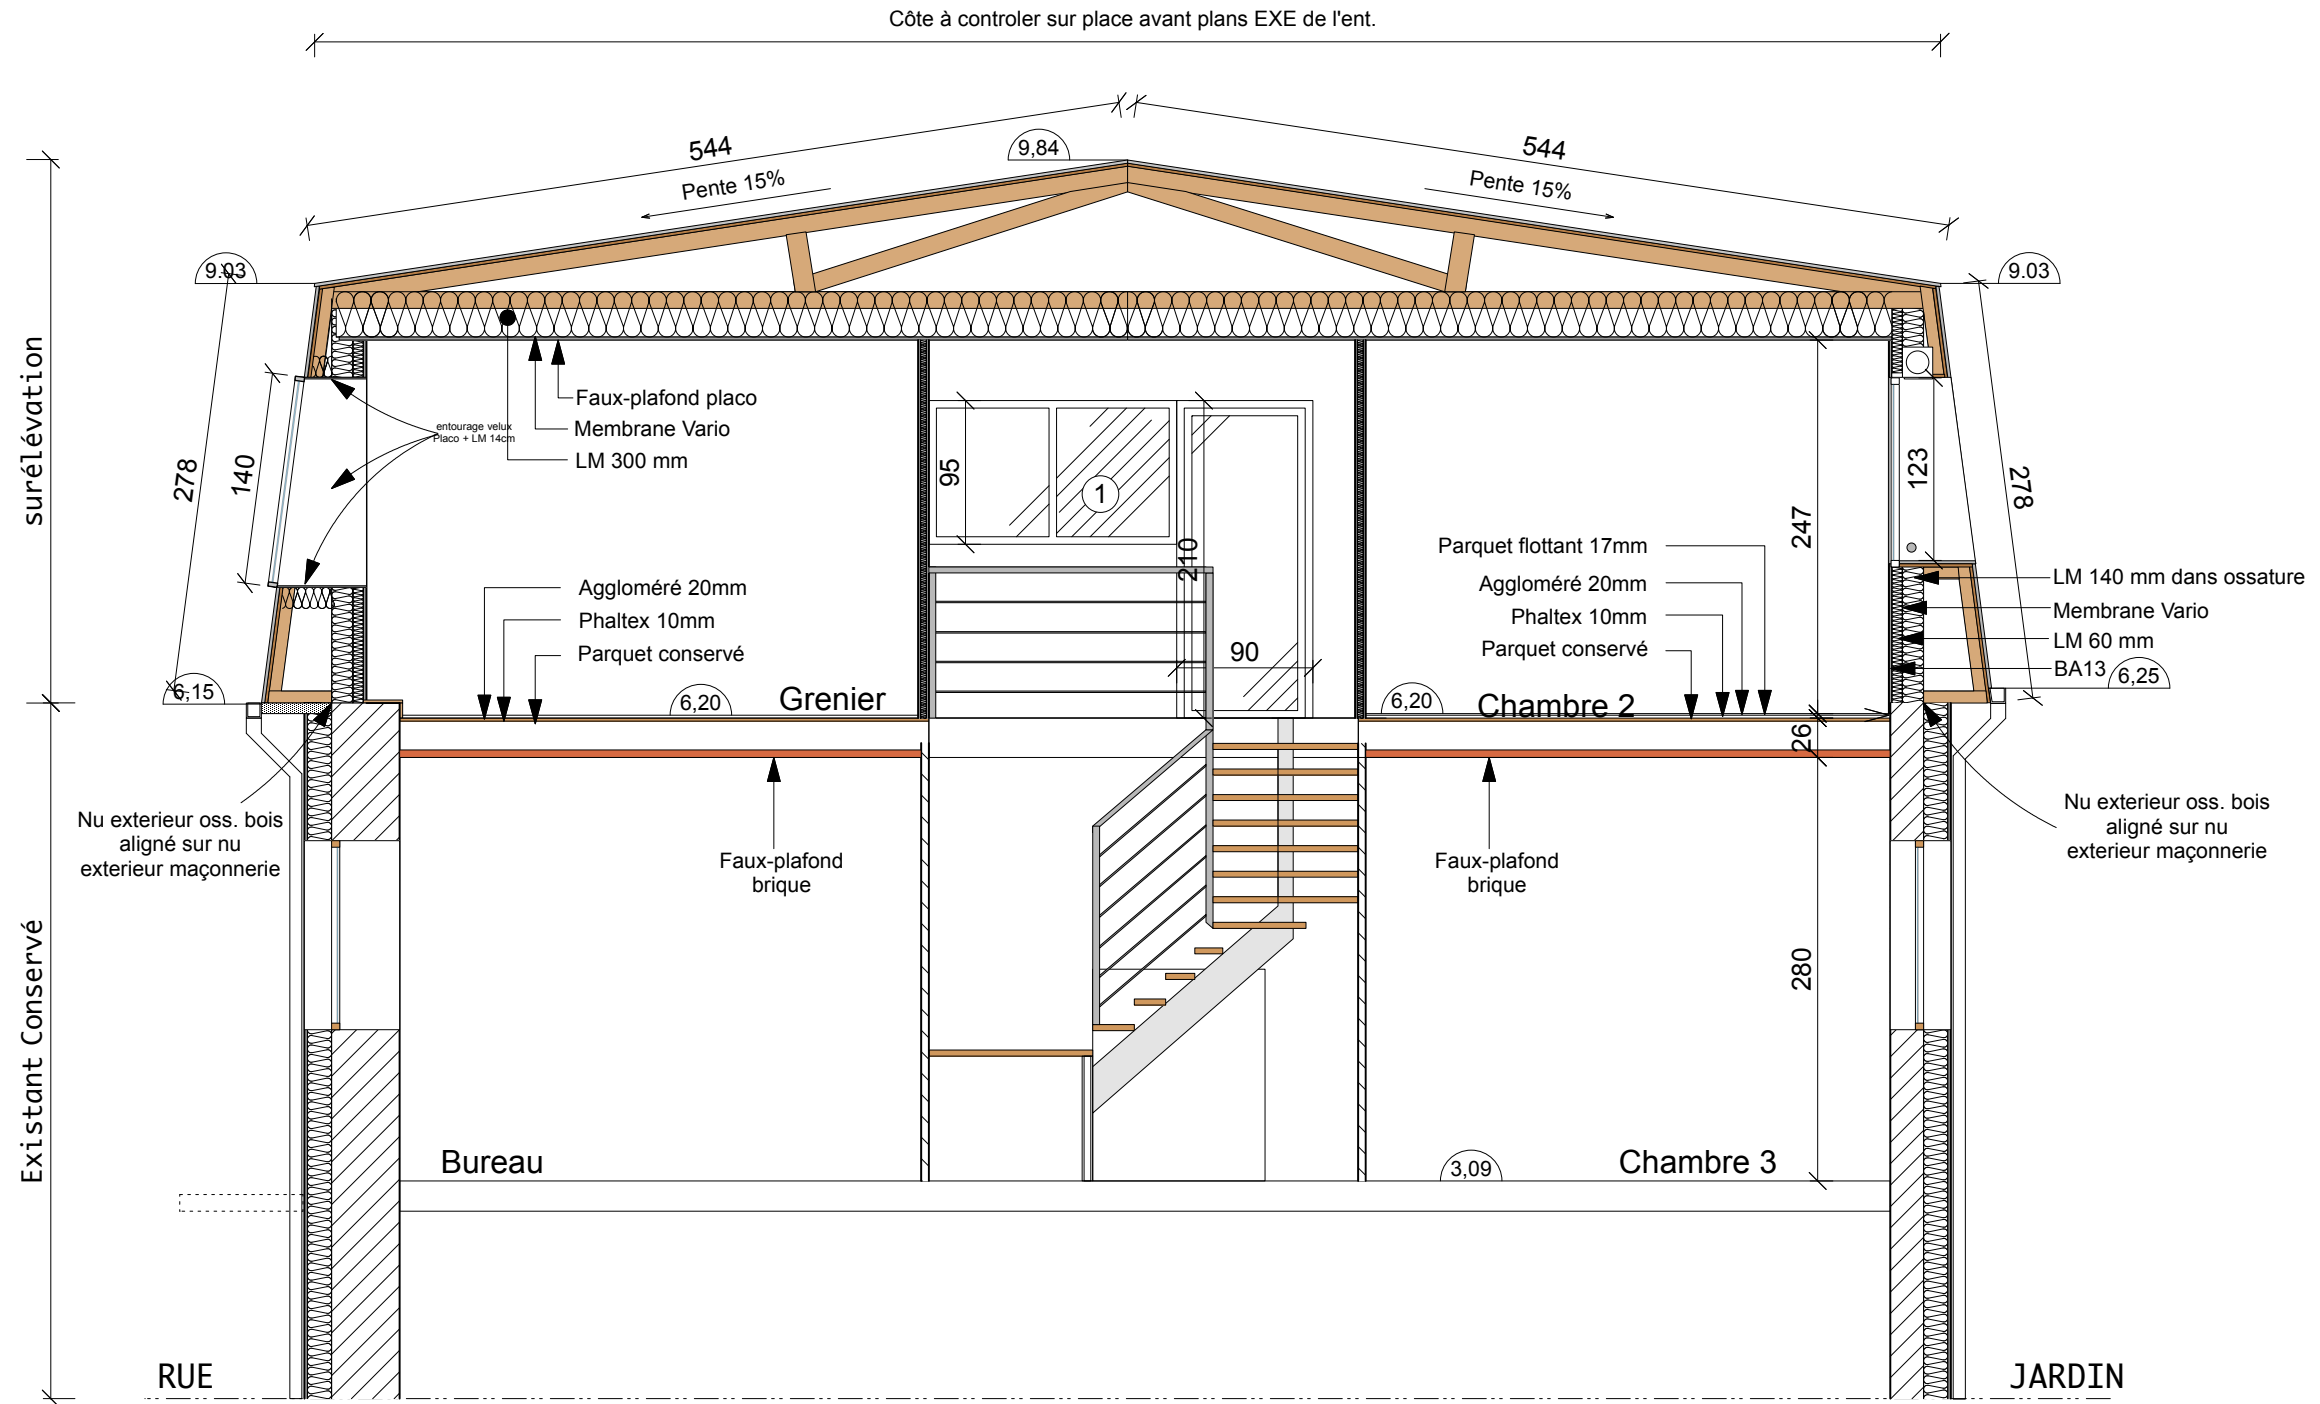 Côte à controler sur place avant plans EXE de l'ent.
544
544
9,84
Pente 15%
Pente 15%
9.03
9.03
surélévation
278
140
entourage velux
Placo + LM 14cm
Faux-plafond placo
Membrane Vario
LM 300 mm
95
1
210
90
247
123
278
Aggloméré 20mm
Phaltex 10mm
Parquet conservé
Parquet flottant 17mm
Aggloméré 20mm
Phaltex 10mm
Parquet conservé
LM 140 mm dans ossature
Membrane Vario
LM 60 mm
BA13
6,25
6,15
6,20
Grenier
6,20
Chambre 2
26
Nu exterieur oss. bois
aligné sur nu
exterieur maçonnerie
Faux-plafond
brique
Faux-plafond
brique
Nu exterieur oss. bois
aligné sur nu
exterieur maçonnerie
Existant Conservé
280
Bureau
3,09
Chambre 3
RUE
JARDIN